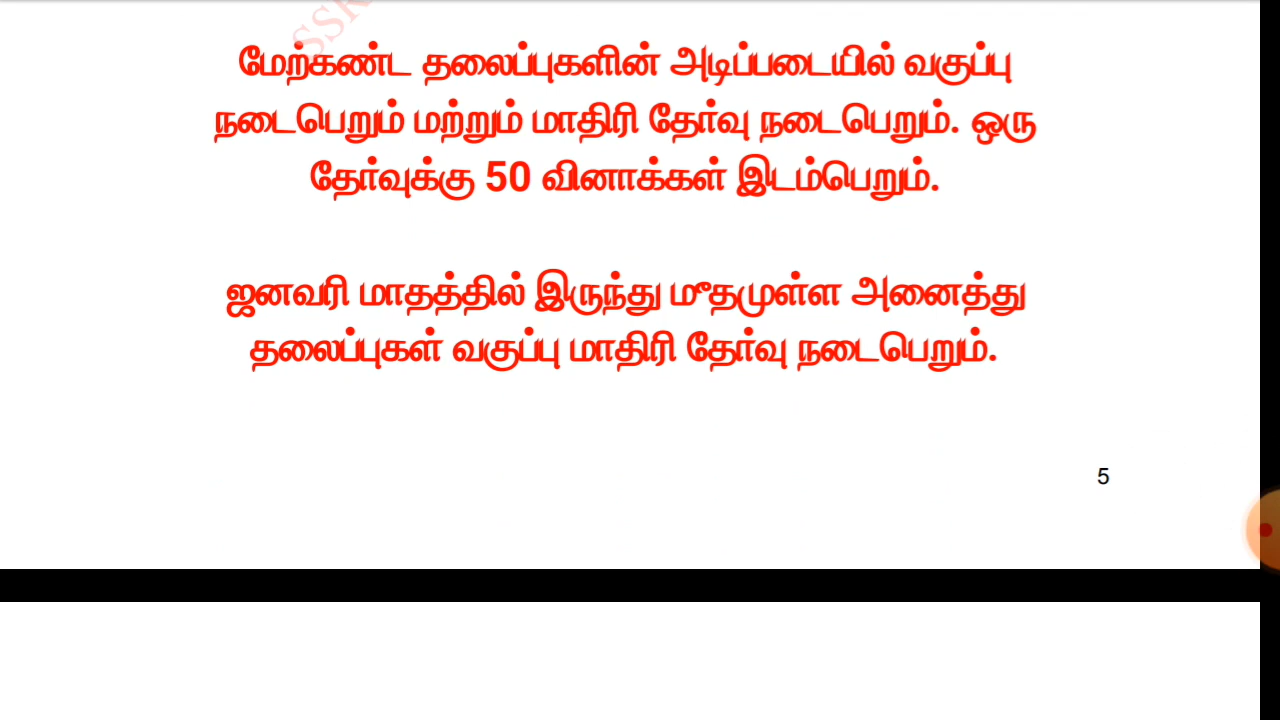 SSK
மேற்கண்ட தலைப்புகளின் அடிப்படையில் வகுப்பு
நடைபெறும் மற்றும் மாதிரி தேர்வு நடைபெறும். ஒரு
தேர்வுக்கு 50 வினாக்கள் இடம்பெறும்.
ஜனவரி மாதத்தில் இருந்து மூதமுள்ள அனைத்து
தலைப்புகள் வகுப்பு மாதிரி தேர்வு நடைபெறும்.
5